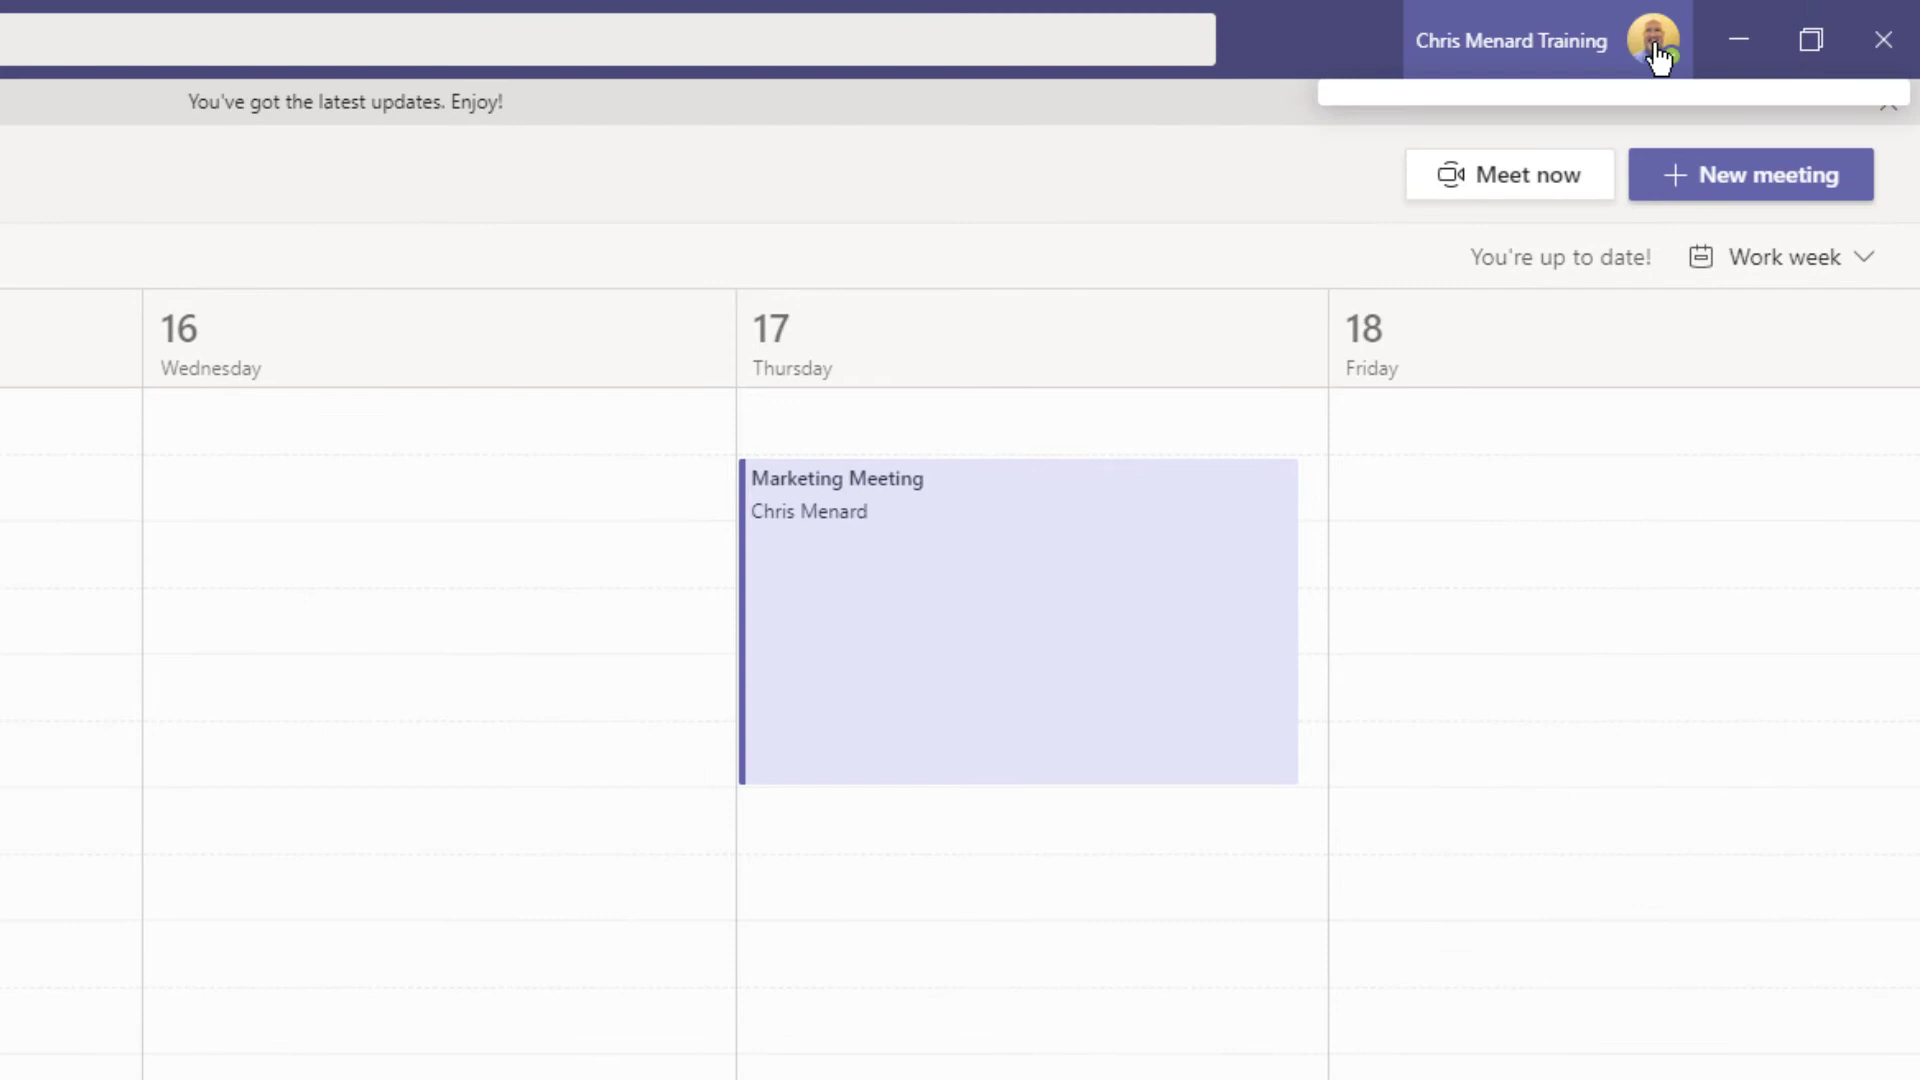 Chris Menard Training
You've got the latest updates. Enjoy!
Meet now
New meeting
You're up to date!
Work week
16
Wednesday
17
Thursday
18
Friday
Marketing Meeting
Chris Menard